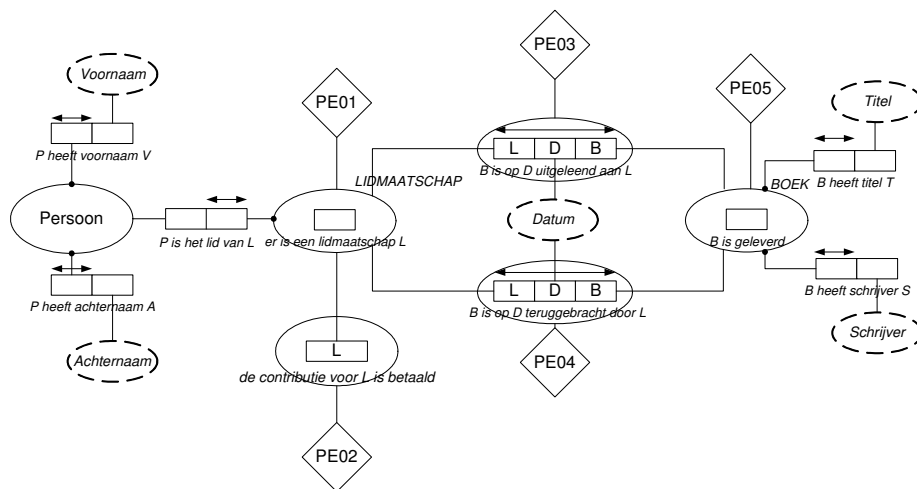 PE03
Voornaam
PE01
PE05
Titel
P heeft voornaam V
L D B
B is op D uitgeleend aan L
B heeft titel T
LIDMAATSCHAP
BOEK
Persoon
Datum
P is het lid van L
er is een lidmaatschap L
B is geleverd
P heeft achternaam A
L D B
B is op D teruggebracht door L
B heeft schrijver S
Achternaam
L
de contributie voor L is betaald
PE04
Schrijver
PE02